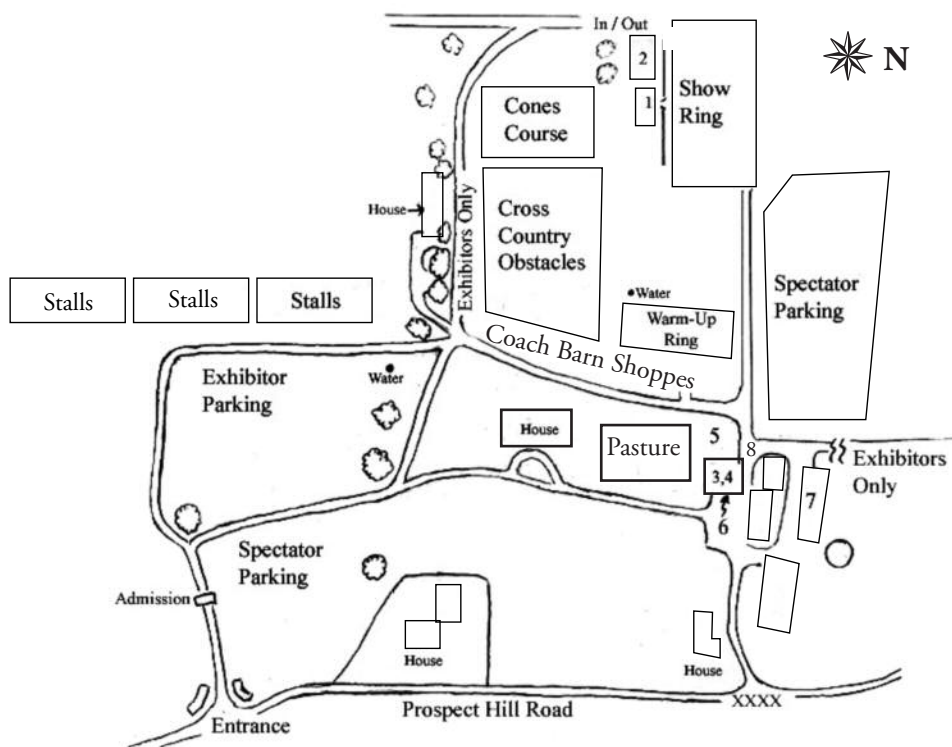 In / Out
N
2
1
Show
Ring
Cones
Course
House
Exhibitors Only
Cross
Country
Obstacles
Stalls
Stalls
Stalls
Water
Warm-Up
Ring
Spectator
Parking
Coach Barn Shoppes
Exhibitor
Parking
Water
House
Pasture
5
8
3,4
6
7
Exhibitors
Only
Spectator
Parking
Admission
House
House
XXXX
Prospect Hill Road
Entrance